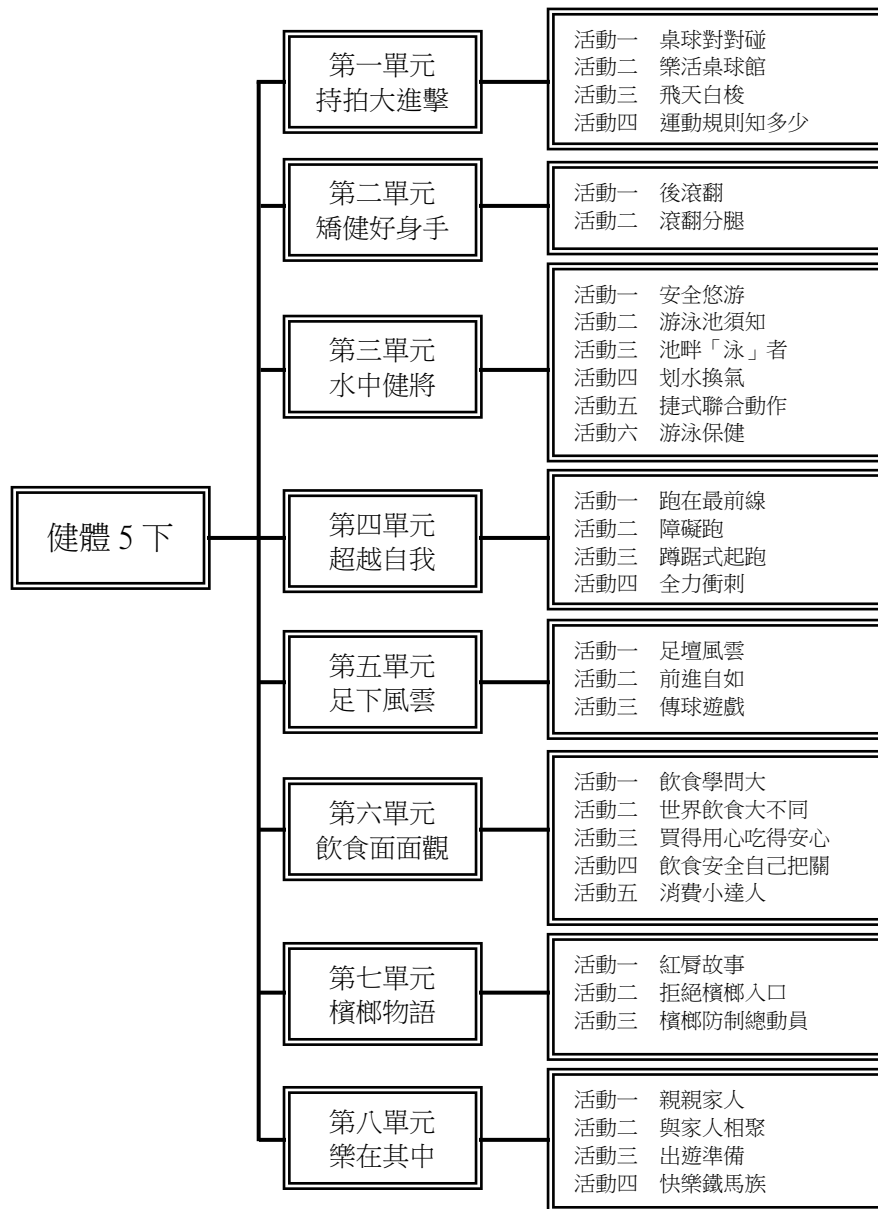 健體 5 下
第一單元
持拍大進擊
活動一 桌球對對碰
活動二 樂活桌球館
活動三 飛天白梭
活動四 運動規則知多少
第二單元
矯健好身手
活動一 後滾翻
活動二 滾翻分腿
第三單元
水中健將
活動一 安全悠游
活動二 游泳池須知
活動三 池畔「泳」者
活動四 划水換氣
活動五 捷式聯合動作
活動六 游泳保健
第四單元
超越自我
活動一 跑在最前線
活動二 障礙跑
活動三 蹲踞式起跑
活動四 全力衝刺
第五單元
足下風雲
活動一 足壇風雲
活動二 前進自如
活動三 傳球遊戲
第六單元
飲食面面觀
活動一 飲食學問大
活動二 世界飲食大不同
活動三 買得用心吃得安心
活動四 飲食安全自己把關
活動五 消費小達人
第七單元
檳榔物語
活動一 紅脣故事
活動二 拒絕檳榔入口
活動三 檳榔防制總動員
第八單元
樂在其中
活動一 親親家人
活動二 與家人相聚
活動三 出遊準備
活動四 快樂鐵馬族